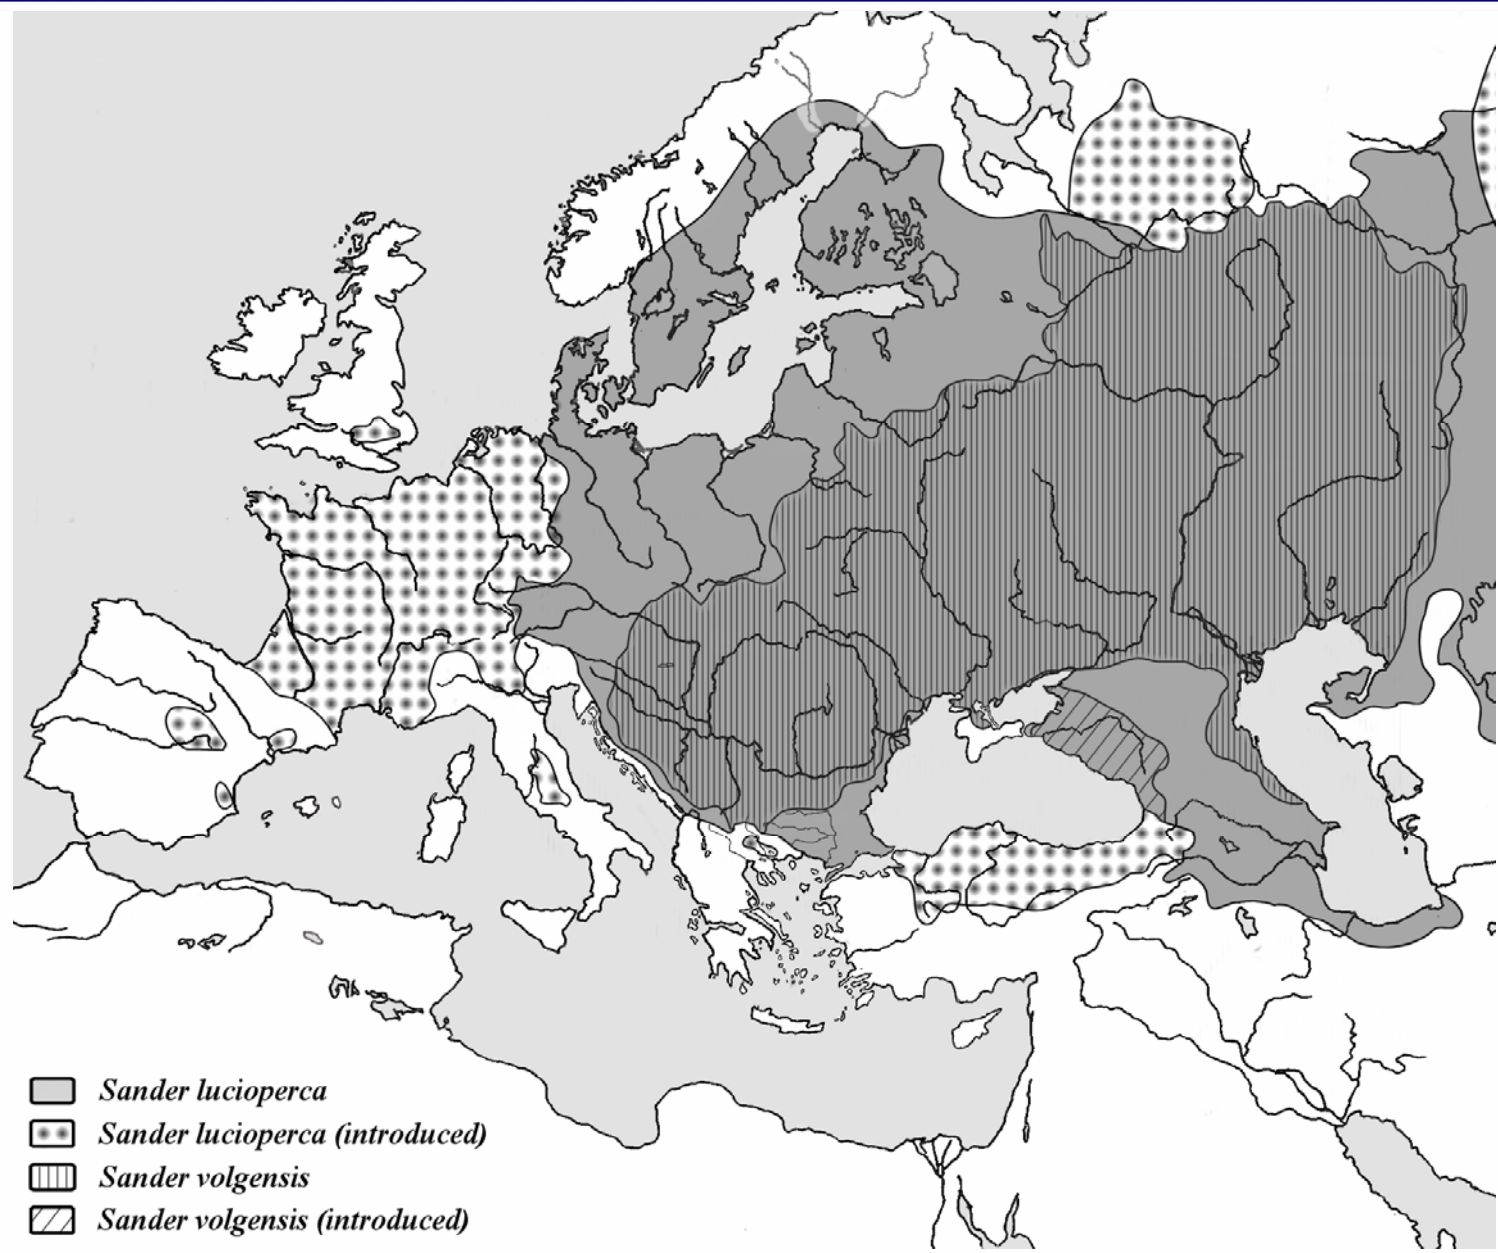 Sander lucioperca
Sander lucioperca (introduced)
Sander volgensis
Sander volgensis (introduced)